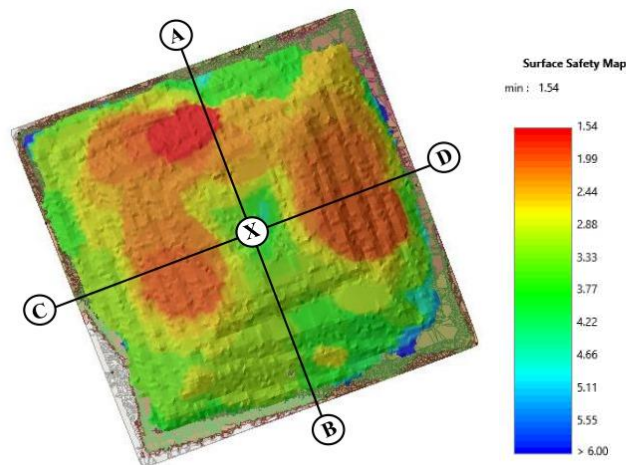 A
D
X
C
B
Surface Safety Map
min : 1.54
1.54
1.99
2.44
2.88
3.33
3.77
4.22
4.66
5.11
5.55
> 6.00